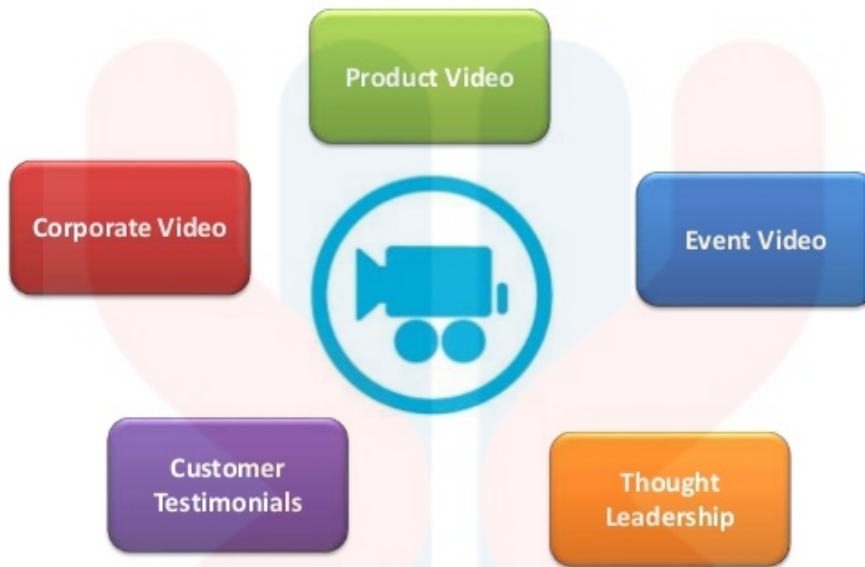 Product Video
Corporate Video
Event Video
Customer
Testimonials
Thought
Leadership